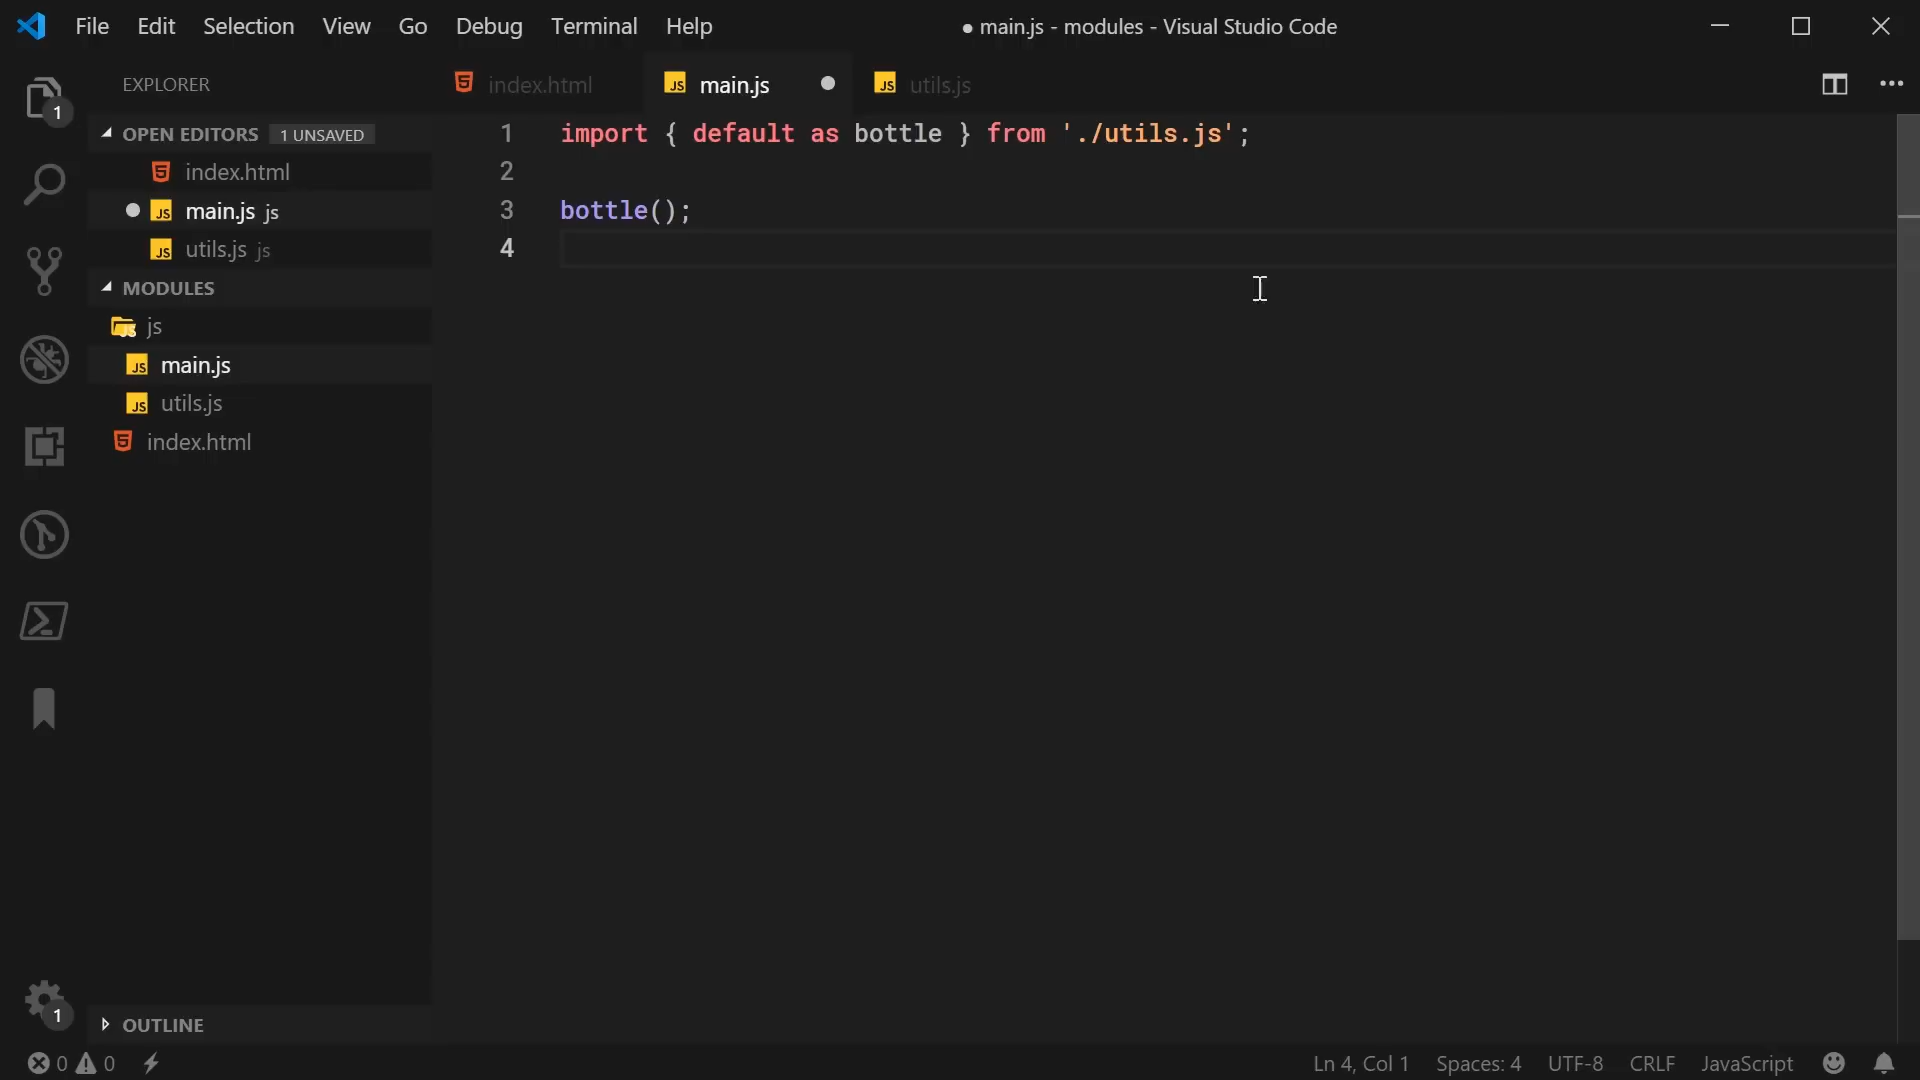 File Edit Selection View Go Debug Terminal Help ● main.js - modules - Visual Studio Code
EXPLORER
index.html main.js utils.js
OPEN EDITORS 1 UNSAVED
index.html
main.js js
utils.js js
MODULES
js
main.js
utils.js
index.html
OUTLINE
1 import { default as bottle } from './utils.js';
2
3 bottle();
4
1
1
0 0 Ln 4, Col 1 Spaces: 4 UTF-8 CRLF JavaScript